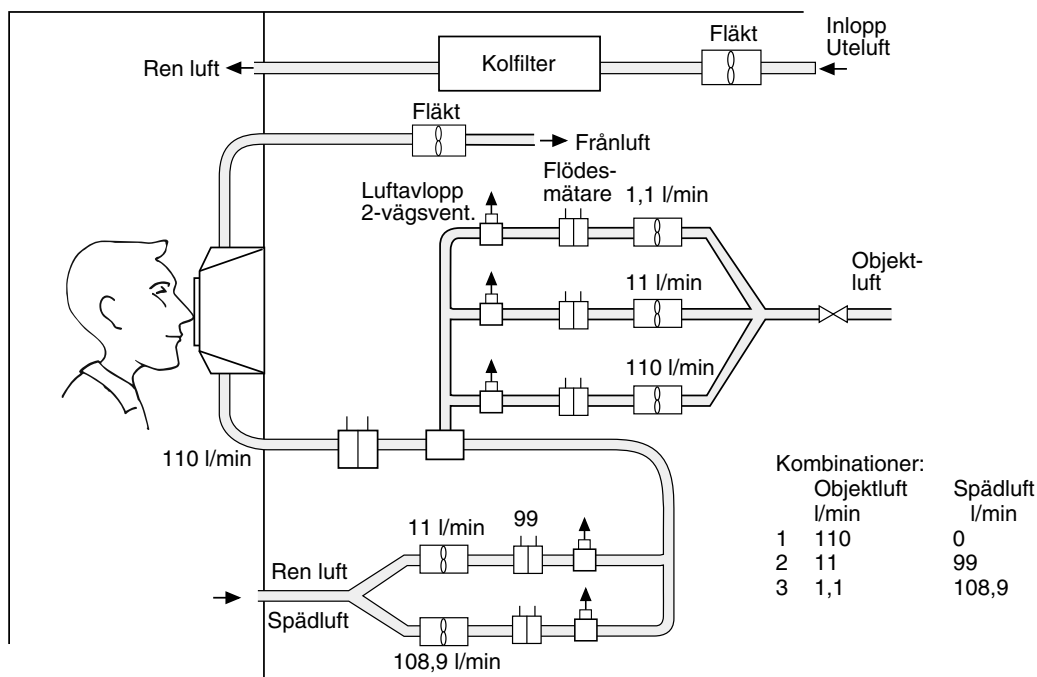 Ren luft
Kolfilter
Fläkt
Inlopp
Uteluft
Fläkt
Frånluft
Luftavlopp
2-vägsvent.
Flödes-
mätare
1,1 l/min
11 l/min
110 l/min
Objekt-
luft
110 l/min
11 l/min
99
Ren luft
Spädluft
108,9 l/min
Kombinationer:
Objektluft Spädluft
l/min l/min
1 110 0
2 11 99
3 1,1 108,9